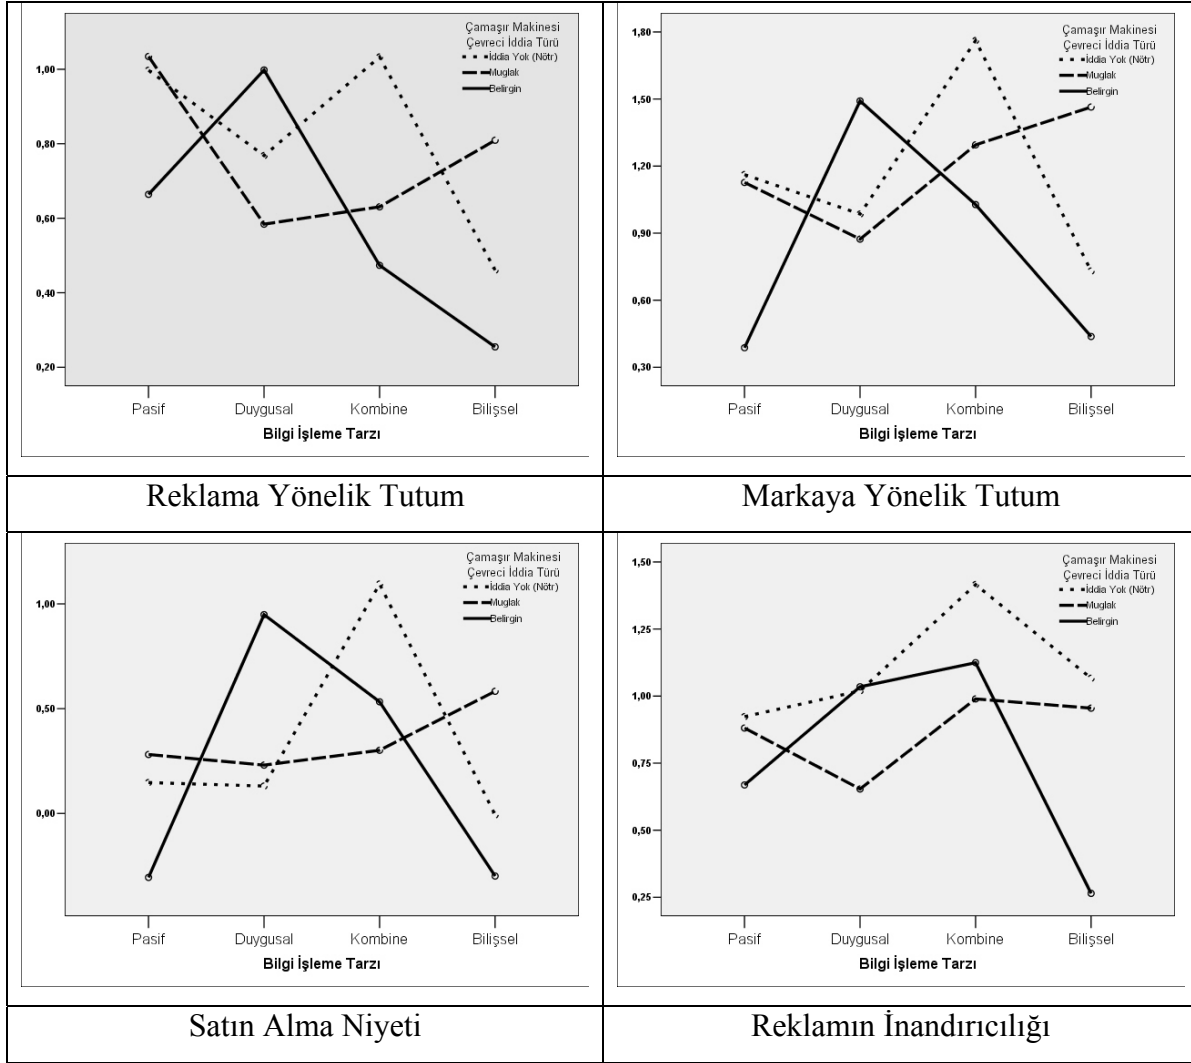 Çamaşır Makinesi
Çevreci İddia Türü
İddia Yok (Nötr)
Muglak
Belirgin
1,00
0,80
0,60
0,40
0,20
Pasif Duygusal Kombine Bilişsel
Bilgi İşleme Tarzı
Çamaşır Makinesi
Çevreci İddia Türü
İddia Yok (Nötr)
Muglak
Belirgin
1,80
1,50
1,20
0,90
0,60
0,30
Pasif Duygusal Kombine Bilişsel
Bilgi İşleme Tarzı
Reklama Yönelik Tutum
Markaya Yönelik Tutum
Çamaşır Makinesi
Çevreci İddia Türü
İddia Yok (Nötr)
Muglak
Belirgin
1,00
0,50
0,00
Pasif Duygusal Kombine Bilişsel
Bilgi İşleme Tarzı
Çamaşır Makinesi
Çevreci İddia Türü
İddia Yok (Nötr)
Muglak
Belirgin
1,50
1,25
1,00
0,75
0,50
0,25
Pasif Duygusal Kombine Bilişsel
Bilgi İşleme Tarzı
Satın Alma Niyeti
Reklamın İnandırıcılığı